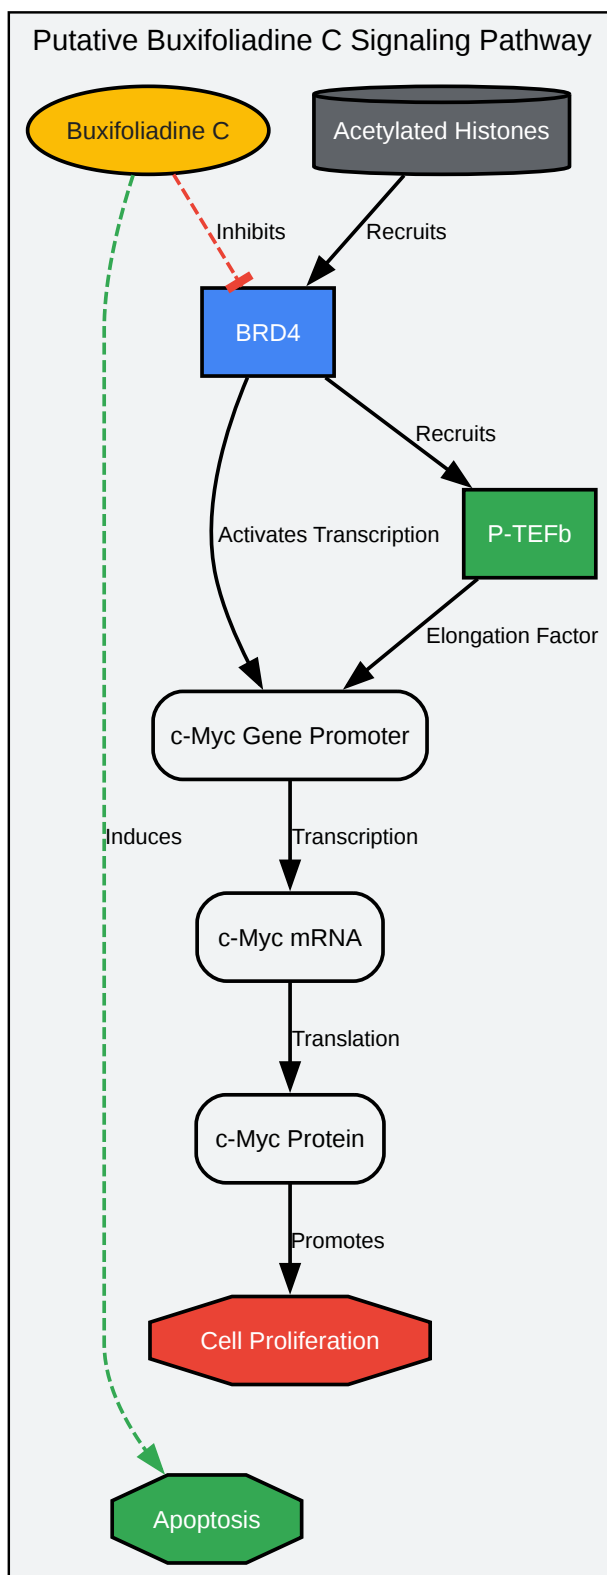 Putative Buxifoliadine C Signaling Pathway
Buxifoliadine C
Acetylated Histones
Inhibits
Recruits
BRD4
Recruits
Activates Transcription
P-TEFb
Elongation Factor
c-Myc Gene Promoter
Induces
Transcription
c-Myc mRNA
Translation
c-Myc Protein
Promotes
Cell Proliferation
Apoptosis